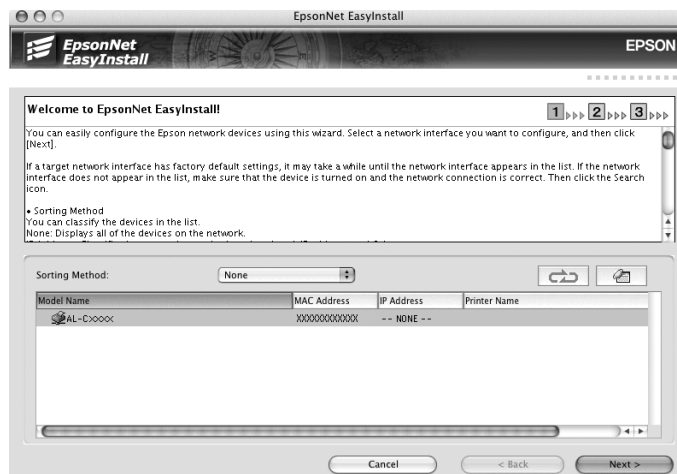 EpsonNet EasyInstall
EpsonNet
EasyInstall
EPSON
Welcome to EpsonNet EasyInstall!
1 2 3
You can easily configure the Epson network devices using this wizard. Select a network interface you want to configure, and then click
[Next].
If a target network interface has factory default settings, it may take a while until the network interface appears in the list. If the network
interface does not appear in the list, make sure that the device is turned on and the network connection is correct. Then click the Search
icon.
• Sorting Method
You can classify the devices in the list.
None: Displays all of the devices on the network.
Sorting Method:
None
Model Name MAC Address IP Address Printer Name
AL-CXXXX XXXXXXXXXXXX -- NONE --
Cancel < Back Next >